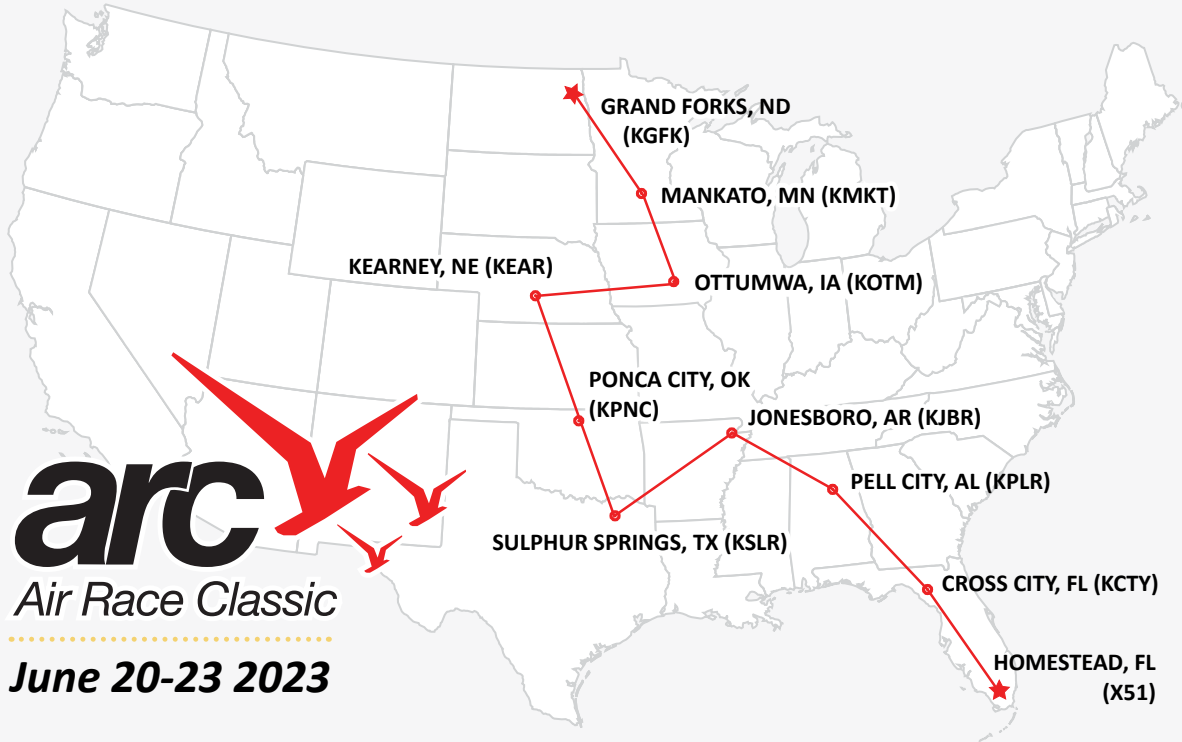 GRAND FORKS, ND
(KGFK)
MANKATO, MN (KMKT)
KEARNEY, NE (KEAR)
OTTUMWA, IA (KOTM)
PONCA CITY, OK
(KPNC)
JONESBORO, AR (KJBR)
PELL CITY, AL (KPLR)
SULPHUR SPRINGS, TX (KSLR)
CROSS CITY, FL (KCTY)
HOMESTEAD, FL
(X51)
arc
Air Race Classic
June 20-23 2023